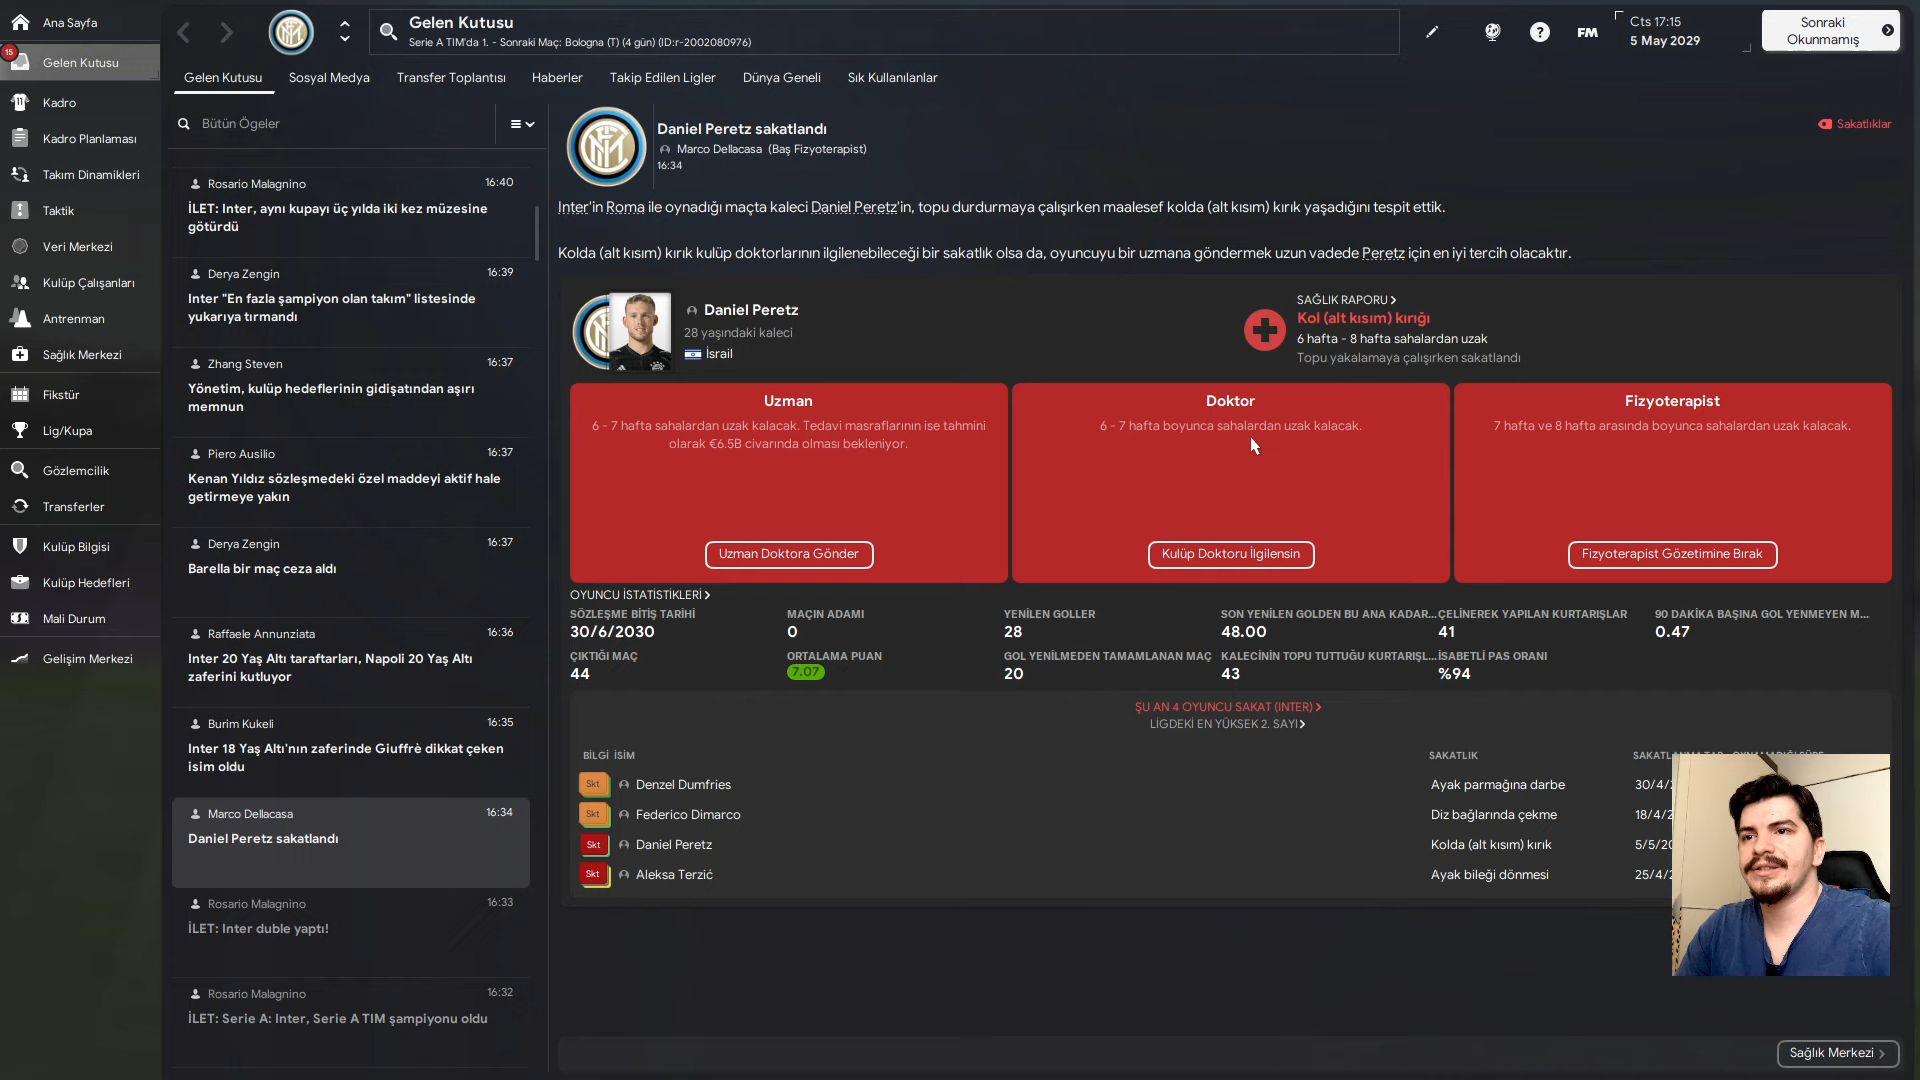 Ana Sayfa
15
Gelen Kutusu
Kadro
Kadro Planlaması
Takım Dinamikleri
Taktik
Veri Merkezi
Kulüp Çalışanları
Antrenman
Sağlık Merkezi
Fikstür
Lig/Kupa
Gözlemcilik
Transferler
Kulüp Bilgisi
Kulüp Hedefleri
Mali Durum
Gelişim Merkezi
Gelen Kutusu
Serie A TIM'da 1. - Sonraki Maç: Bologna (T) (4 gün) (ID:r-2002080976)
FM
Cts 17:15
5 May 2029
Sonraki
Okunmamış
Gelen Kutusu
Sosyal Medya
Transfer Toplantısı
Haberler
Takip Edilen Ligler
Dünya Geneli
Sık Kullanılanlar
Bütün Ögeler
Rosario Malagnino 16:40
İLET: Inter, aynı kupayı üç yılda iki kez müzesine
götürdü
Derya Zengin 16:39
Inter "En fazla şampiyon olan takım" listesinde
yukarıya tırmandı
Zhang Steven 16:37
Yönetim, kulüp hedeflerinin gidişatından aşırı
memnun
Piero Ausilio 16:37
Kenan Yıldız sözleşmedeki özel maddeyi aktif hale
getirmeye yakın
Derya Zengin 16:37
Barella bir maç ceza aldı
Raffaele Annunziata 16:36
Inter 20 Yaş Altı taraftarları, Napoli 20 Yaş Altı
zaferini kutluyor
Burim Kukeli 16:35
Inter 18 Yaş Altı'nın zaferinde Giuffrè dikkat çeken
isim oldu
Marco Dellacasa 16:34
Daniel Peretz sakatlandı
Rosario Malagnino 16:33
İLET: Inter duble yaptı!
Rosario Malagnino 16:32
İLET: Serie A: Inter, Serie A TIM şampiyonu oldu
Daniel Peretz sakatlandı
Marco Dellacasa (Baş Fizyoterapist)
16:34
Sakatlıklar
Inter'in Roma ile oynadığı maçta kaleci Daniel Peretz'in, topu durdurmaya çalışırken maalesef kolda (alt kısım) kırık yaşadığını tespit ettik.
Kolda (alt kısım) kırık kulüp doktorlarının ilgilenebileceği bir sakatlık olsa da, oyuncuyu bir uzmana göndermek uzun vadede Peretz için en iyi tercih olacaktır.
Daniel Peretz
28 yaşındaki kaleci
İsrail
SAĞLIK RAPORU
Kol (alt kısım) kırığı
6 hafta - 8 hafta sahalardan uzak
Topu yakalamaya çalışırken sakatlandı
Uzman
6 - 7 hafta sahalardan uzak kalacak. Tedavi masraflarının ise tahmini
olarak €6.5B civarında olması bekleniyor.
Uzman Doktora Gönder
Doktor
6 - 7 hafta boyunca sahalardan uzak kalacak.
Kulüp Doktoru İlgilensin
Fizyoterapist
7 hafta ve 8 hafta arasında boyunca sahalardan uzak kalacak.
Fizyoterapist Gözetimine Bırak
OYUNCU İSTATİSTİKLERİ
SÖZLEŞME BİTİŞ TARİHİ MAÇIN ADAMI YENİLEN GOLLER SON YENİLEN GOLDEN BU ANA KADAR... ÇELİNEREK YAPILAN KURTARIŞLAR 90 DAKİKA BAŞINA GOL YENMEYEN M...
30/6/2030 0 28 48.00 41 0.47
ÇIKTIĞI MAÇ ORTALAMA PUAN GOL YENİLMEDEN TAMAMLANAN MAÇ KALECİNİN TOPU TUTTUĞU KURTARIŞL... İSABETLİ PAS ORANI
44 7.07 20 43 %94
ŞU AN 4 OYUNCU SAKAT (INTER)
LİGDEKİ EN YÜKSEK 2. SAYI
BİLGİ İSİM SAKATLIK
Skt Denzel Dumfries Ayak parmağına darbe 30/4/
Skt Federico Dimarco Diz bağlarında çekme 18/4/2
Skt Daniel Peretz Kolda (alt kısım) kırık 5/5/20
Skt Aleksa Terzić Ayak bileği dönmesi 25/4/
Sağlık Merkezi